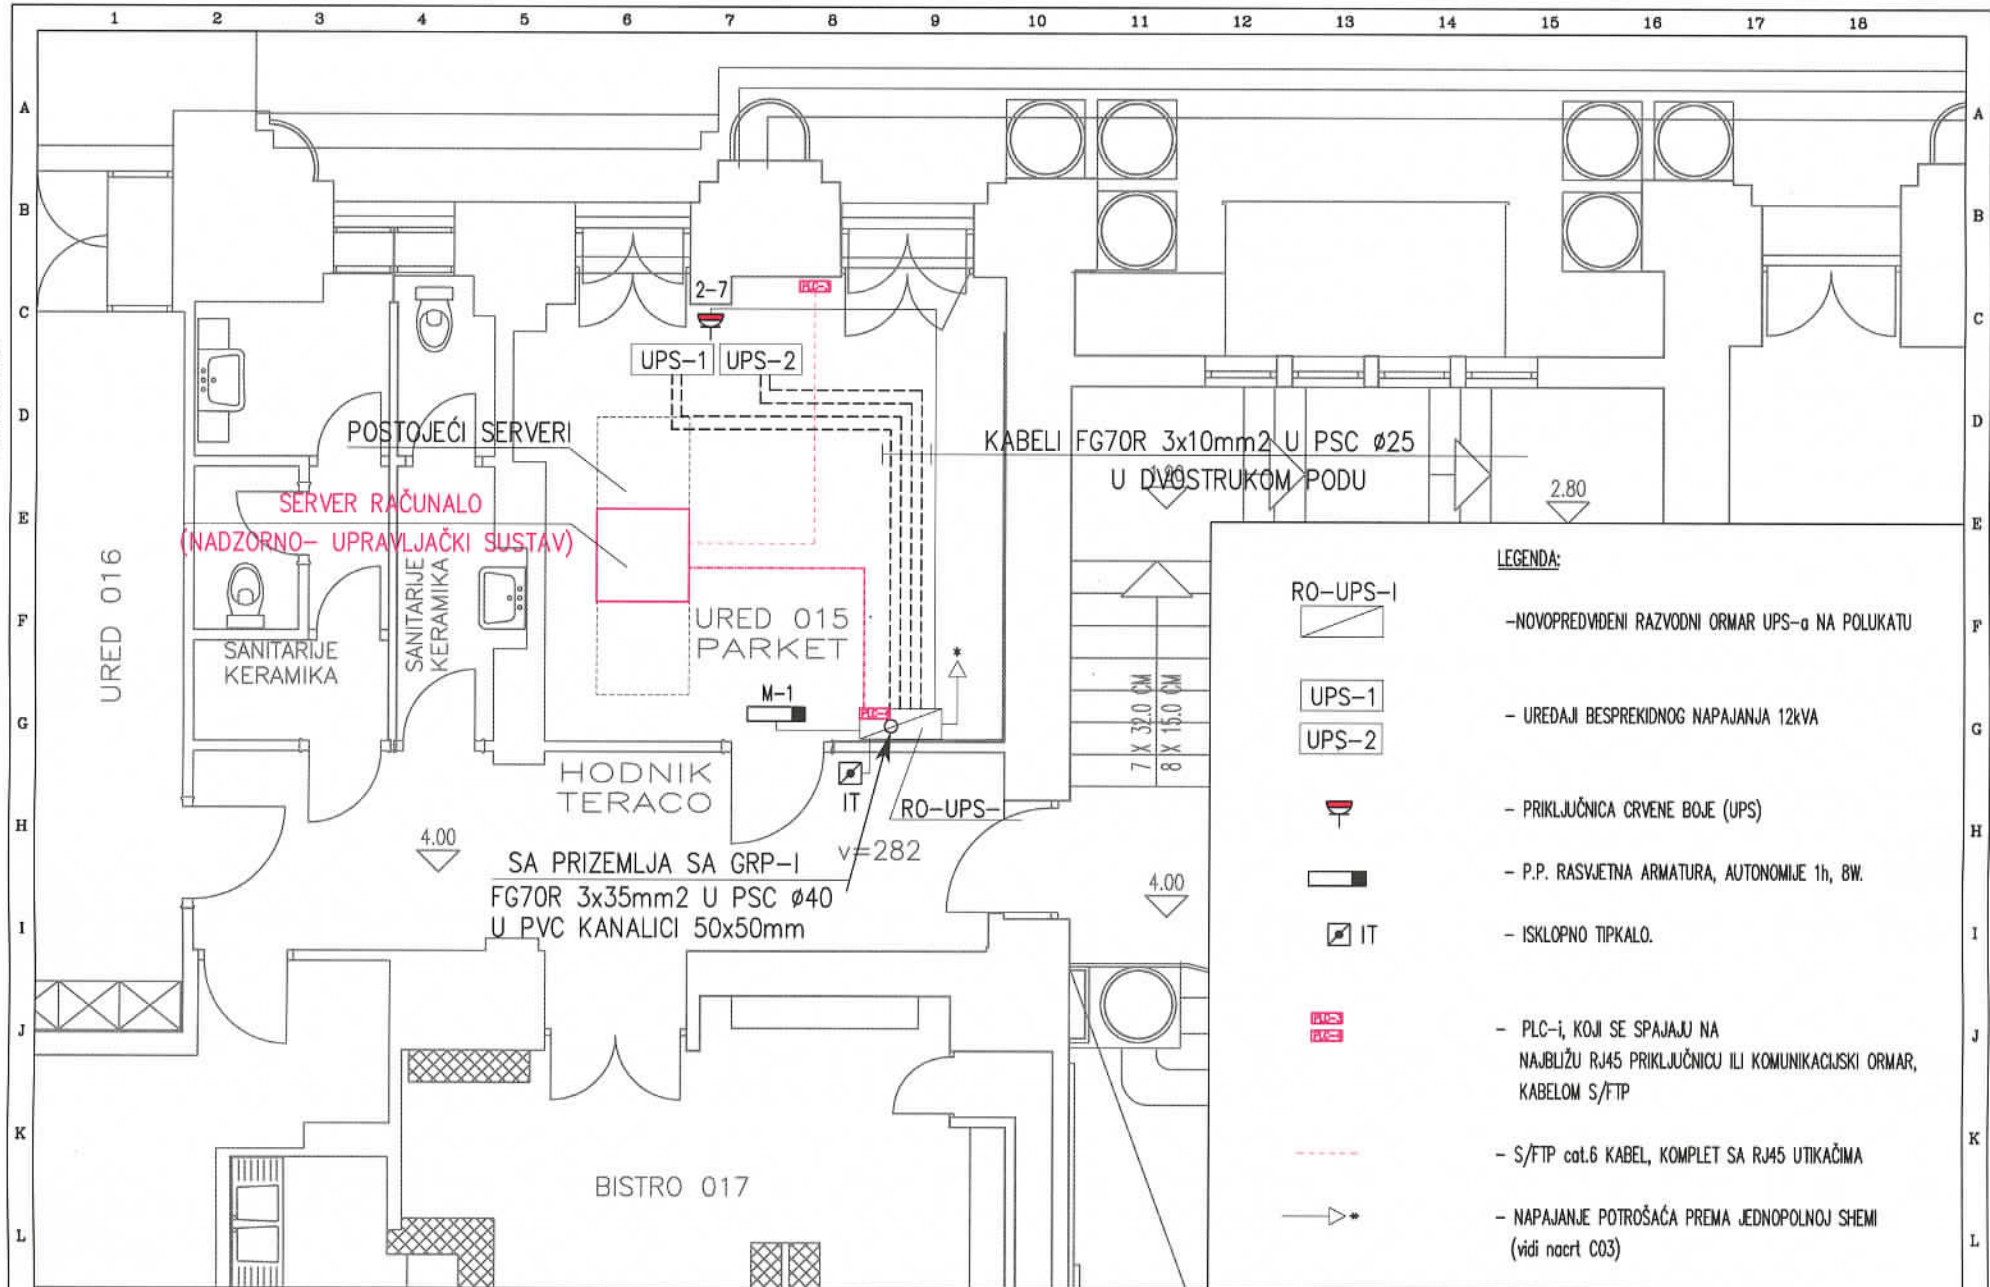 1 2 3 4 5 6 7 8 9 10 11 12 13 14 15 16 17 18
A A
B B
2-7
C C
UPS-1 UPS-2
D D
POSTOJEĆI SERVERI
KABELI FG70R 3x10mm2 U PSC ø25
U DVOSTRUKOM PODU
2.80
SERVER RAČUNALO
(NADZORNO- UPRAVLJAČKI SUSTAV)
E E
URED 016
SANITARIJE
KERAMIKA
SANITARIJE
KERAMIKA
URED 015
PARKET
F F
*
M-1
G G
7 X 32.0 CM
8 X 15.0 CM
HODNIK
TERACO
IT
RO-UPS-
H H
4.00
v=282
SA PRIZEMLJA SA GRP-I
FG70R 3x35mm2 U PSC ø40
U PVC KANALICI 50x50mm
4.00
I I
J J
K K
BISTRO 017
L L
LEGENDA:
RO-UPS-I
-NOVOPREDVIĐENI RAZVODNI ORMAR UPS-a NA POLUKATU
UPS-1
UPS-2
- UREĐAJI BESPREKIDNOG NAPAJANJA 12kVA
- PRIKLJUČNICA CRVENE BOJE (UPS)
- P.P. RASVJETNA ARMATURA, AUTONOMIJE 1h, 8W.
IT
- ISKLOPNO TIPKALO.
- PLC-i, KOJI SE SPAJAJU NA
NAJBLIŽU RJ45 PRIKLJUČNICU ILI KOMUNIKACIJSKI ORMAR,
KABELOM S/FTP
- S/FTP cat.6 KABEL, KOMPLET SA RJ45 UTIKAČIMA
*
- NAPAJANJE POTROŠAĆA PREMA JEDNOPOLNOJ SHEMI
(vidi nacrt C03)